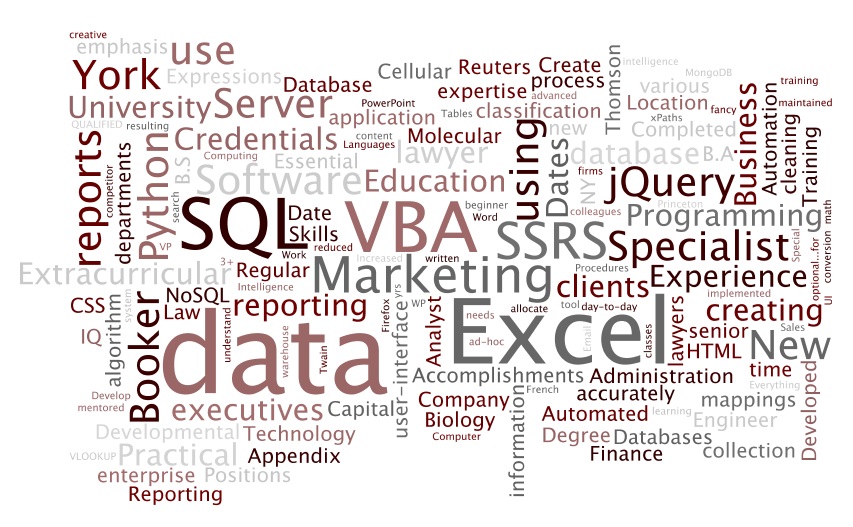 creative
emphasis
use
York
Expressions
Database
Cellular
Reuters
Create
Thomson
intelligence
MongoDB
expertise
process
advanced
various
training
University
Server
PowerPoint
application
Tables
classification
Location
fancy
maintained
xPaths
QUALIFIED
resulting
Credentials
content
Languages
Molecular
using
new
Completed
Business
Automation
cleaning
Training
reports
competitor
departments
Python
search
B.S
Computing
Essential
lawyer
Dates
database
B.A
Software
Education
NY
firms
jQuery
Princeton
SQL
Date
Skills
VBA
beginner
Word
colleagues
Programming
math
VP
Work
reduced
SSRS
Specialist
Special
optional...for
conversion
UI
Extracurricular
3+
Regular
Intelligence
Increased
written
Marketing
Procedures
clients
Experience
implemented
CSS
algorithm
system
NoSQL
Law
Booker
reporting
yrs
Firefox
user-interface
WP
Analyst
needs
allocate
tool
day-to-day
creating
IQ
data
understand
warehouse
Twain
ad-hoc
Excel
Email
classes
lawyers
senior
HTML
Sales
New
Develop
mentored
Accomplishments
Administration
time
Everything
executives
Capital
Company
information
French
accurately
mappings
Developed
Developmental
Technology
Biology
Computer
Automated
learning
Engineer
Degree
Databases
collection
VLOOKUP
Practical
Appendix
Finance
enterprise
Positions
Reporting